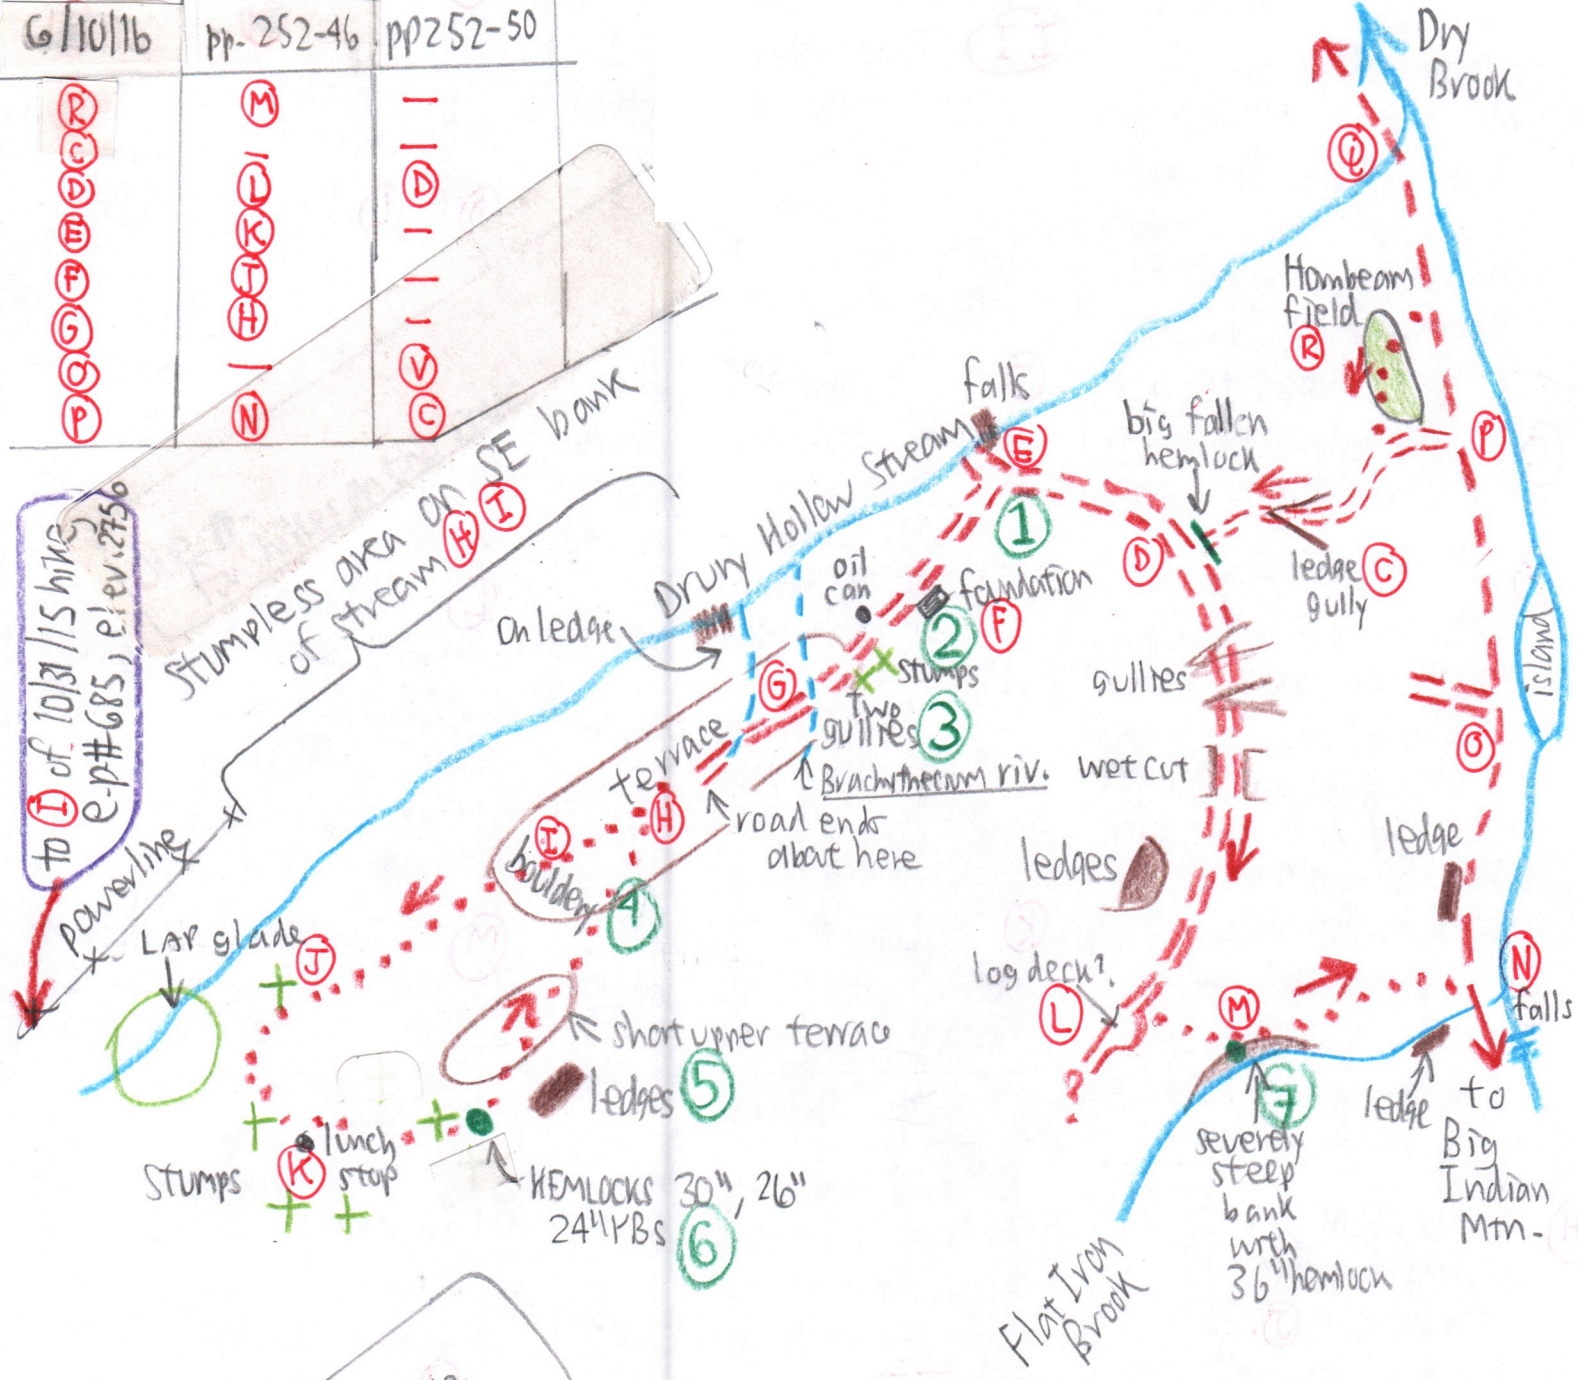 6/10/16 pp. 252-46 pp252-50
R M —
C — —
D L D
E K —
F J —
G H —
O — V
P N C
to I of 10/31/15 hike,
e-p#685, elev. 2756
Stumpless area on SE bank
of stream H I
powerline
LAP glade
J
Drury Hollow Stream
On ledge
falls
E
1
oil
can
foundation
2 F
stumps
G
Two
gullies 3
Brachythecium riv.
terrace
H
I
bouldery
4
road ends
about here
short upper terrace
ledges 5
HEMLOCKS 30", 26"
24" YBs
6
lunch
stop
K
Stumps
Dry
Brook
Q
Hornbeam
field
R
P
big fallen
hemlock
D
ledge C
gully
gullies
wet cut
ledges
island
O
ledge
log deck?
L
?
M
N
falls
7
severely
steep
bank
with
36" hemlock
ledge
to
Big
Indian
Mtn.
Flat Iron
Brook